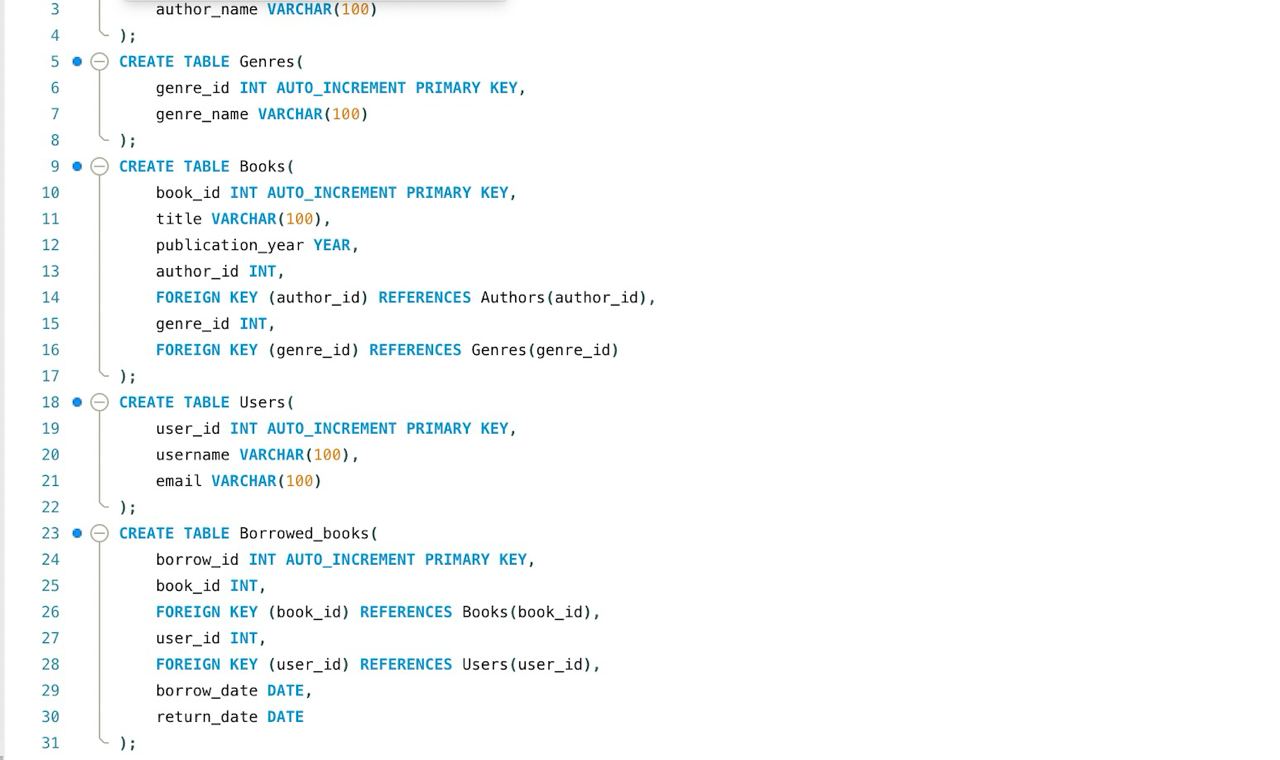 3 author_name VARCHAR(100)
4 );
5 CREATE TABLE Genres(
6 genre_id INT AUTO_INCREMENT PRIMARY KEY,
7 genre_name VARCHAR(100)
8 );
9 CREATE TABLE Books(
10 book_id INT AUTO_INCREMENT PRIMARY KEY,
11 title VARCHAR(100),
12 publication_year YEAR,
13 author_id INT,
14 FOREIGN KEY (author_id) REFERENCES Authors(author_id),
15 genre_id INT,
16 FOREIGN KEY (genre_id) REFERENCES Genres(genre_id)
17 );
18 CREATE TABLE Users(
19 user_id INT AUTO_INCREMENT PRIMARY KEY,
20 username VARCHAR(100),
21 email VARCHAR(100)
22 );
23 CREATE TABLE Borrowed_books(
24 borrow_id INT AUTO_INCREMENT PRIMARY KEY,
25 book_id INT,
26 FOREIGN KEY (book_id) REFERENCES Books(book_id),
27 user_id INT,
28 FOREIGN KEY (user_id) REFERENCES Users(user_id),
29 borrow_date DATE,
30 return_date DATE
31 );